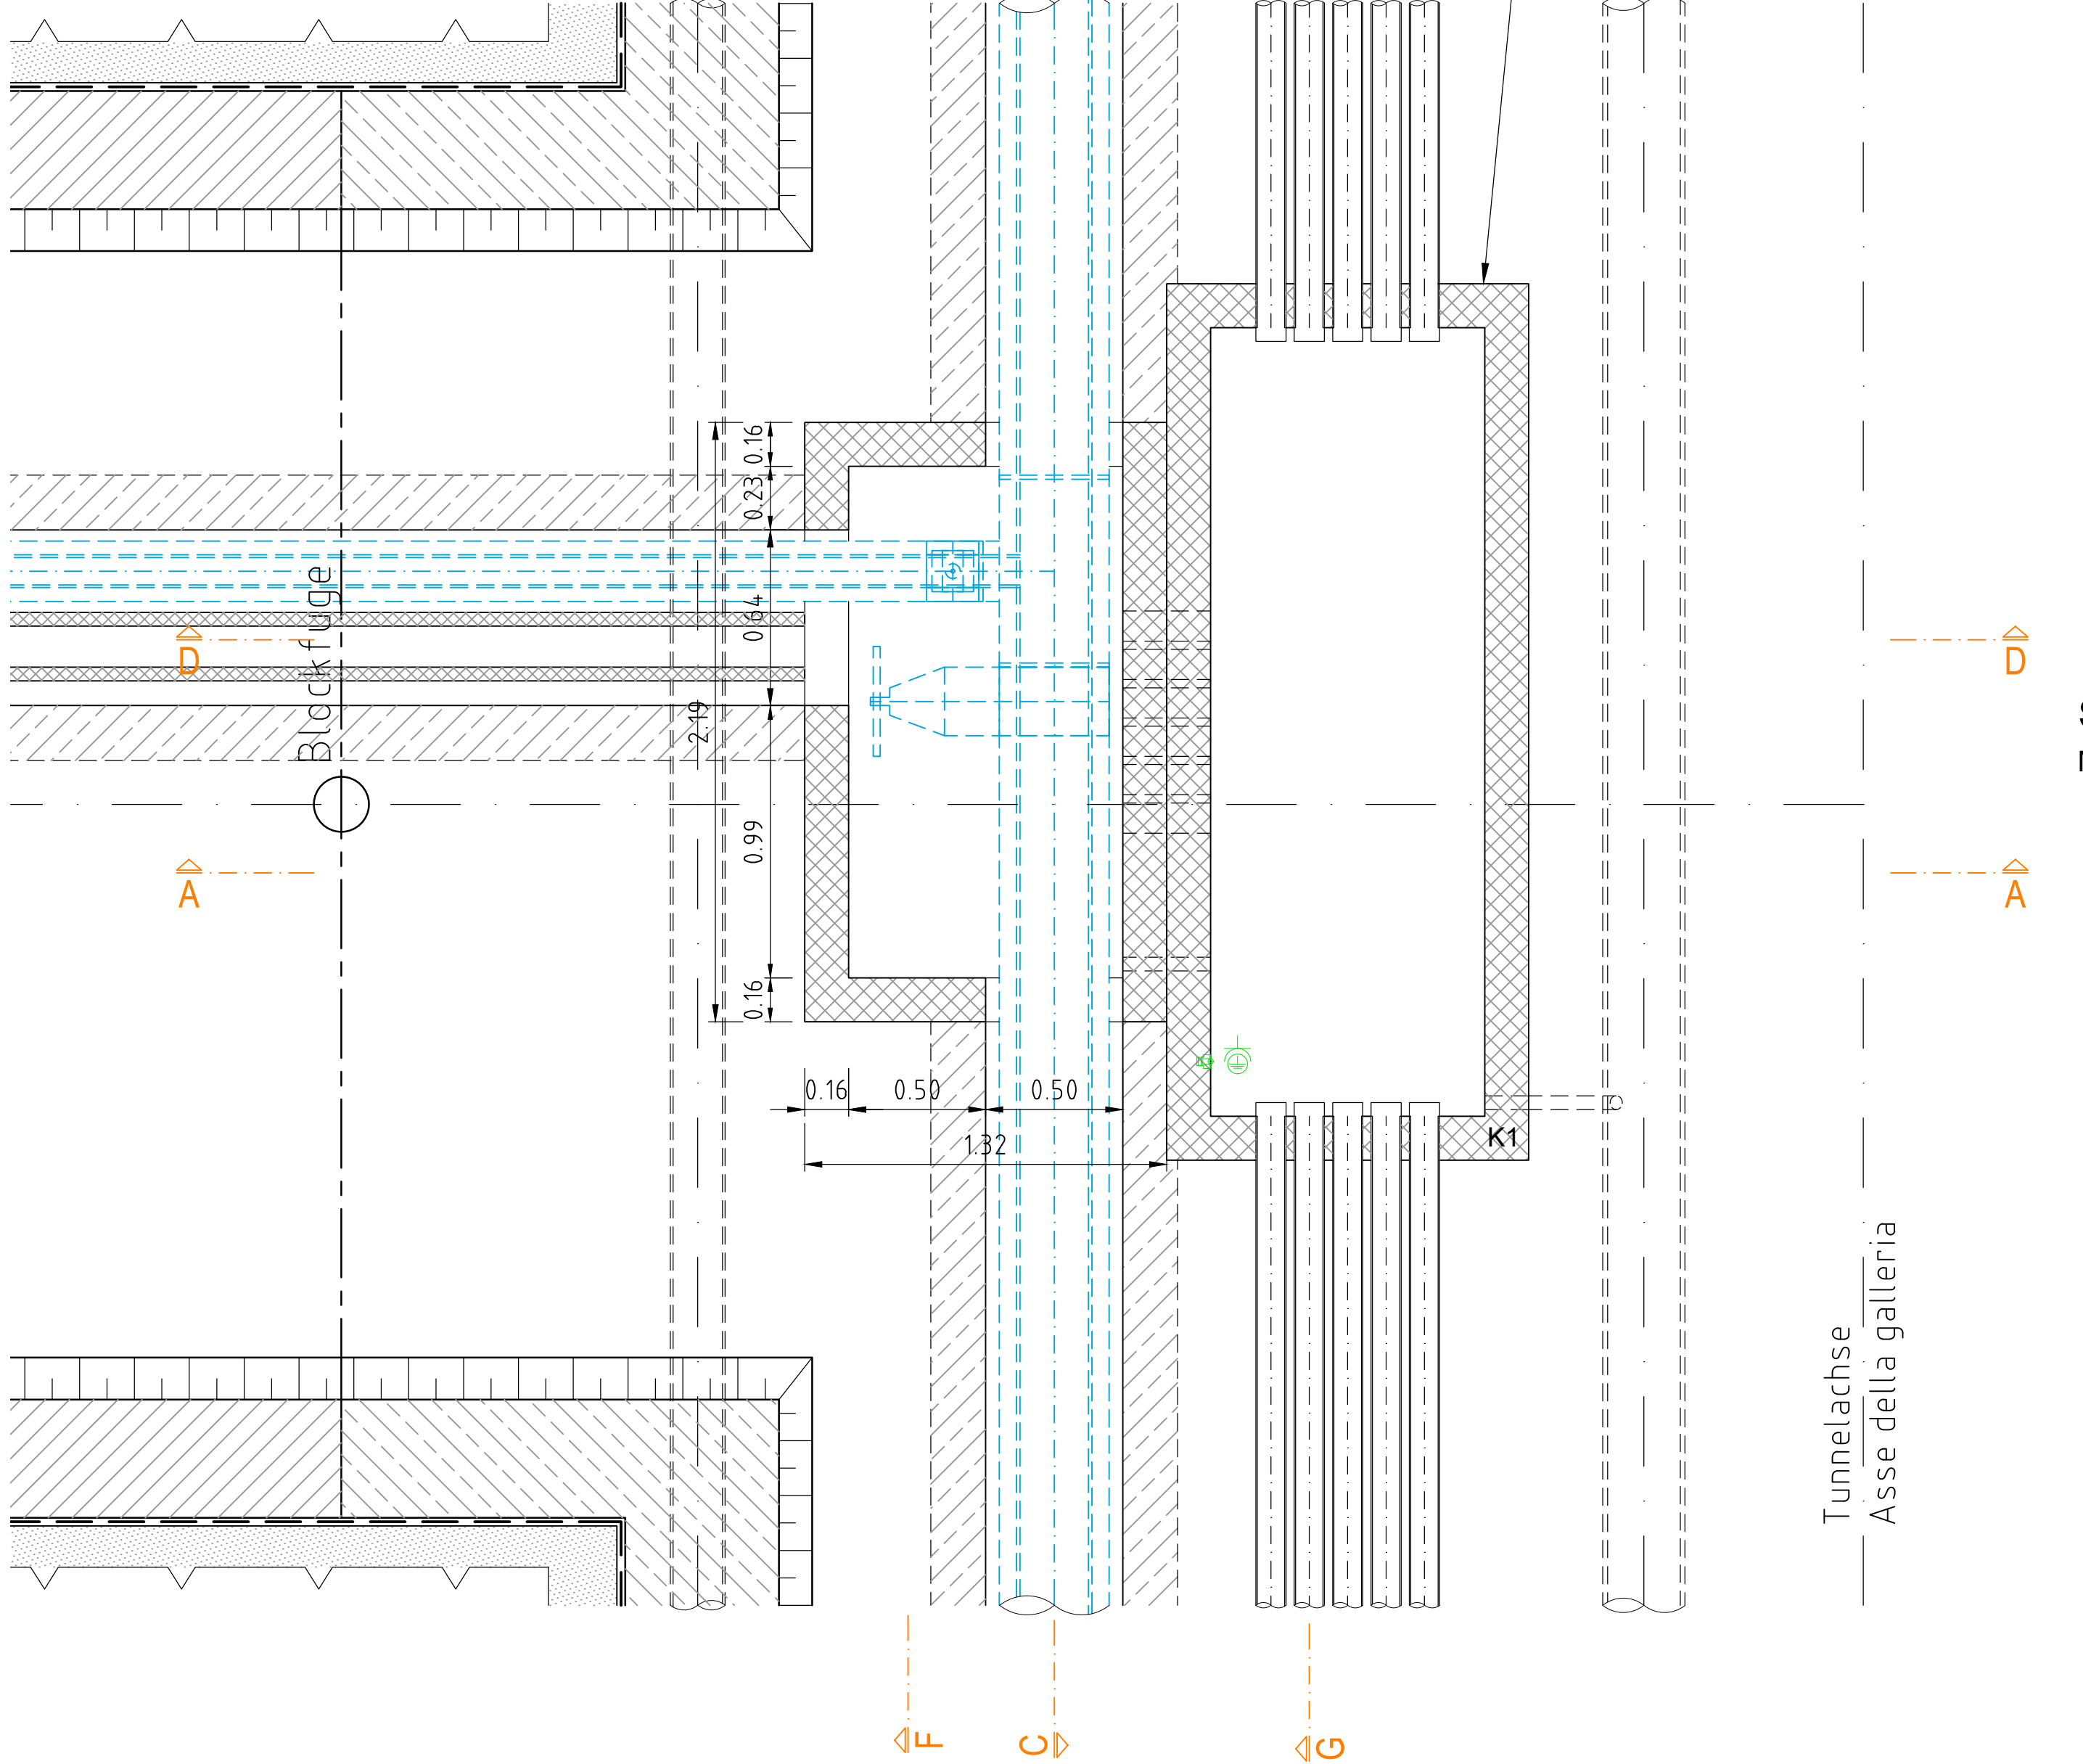 0.16
0.23
0.64
2.19
0.99
0.16
Blockfuge
D
D
A
A
0.16
0.50
0.50
1.32
K1
Tunnelachse
Asse della galleria
F
C
G